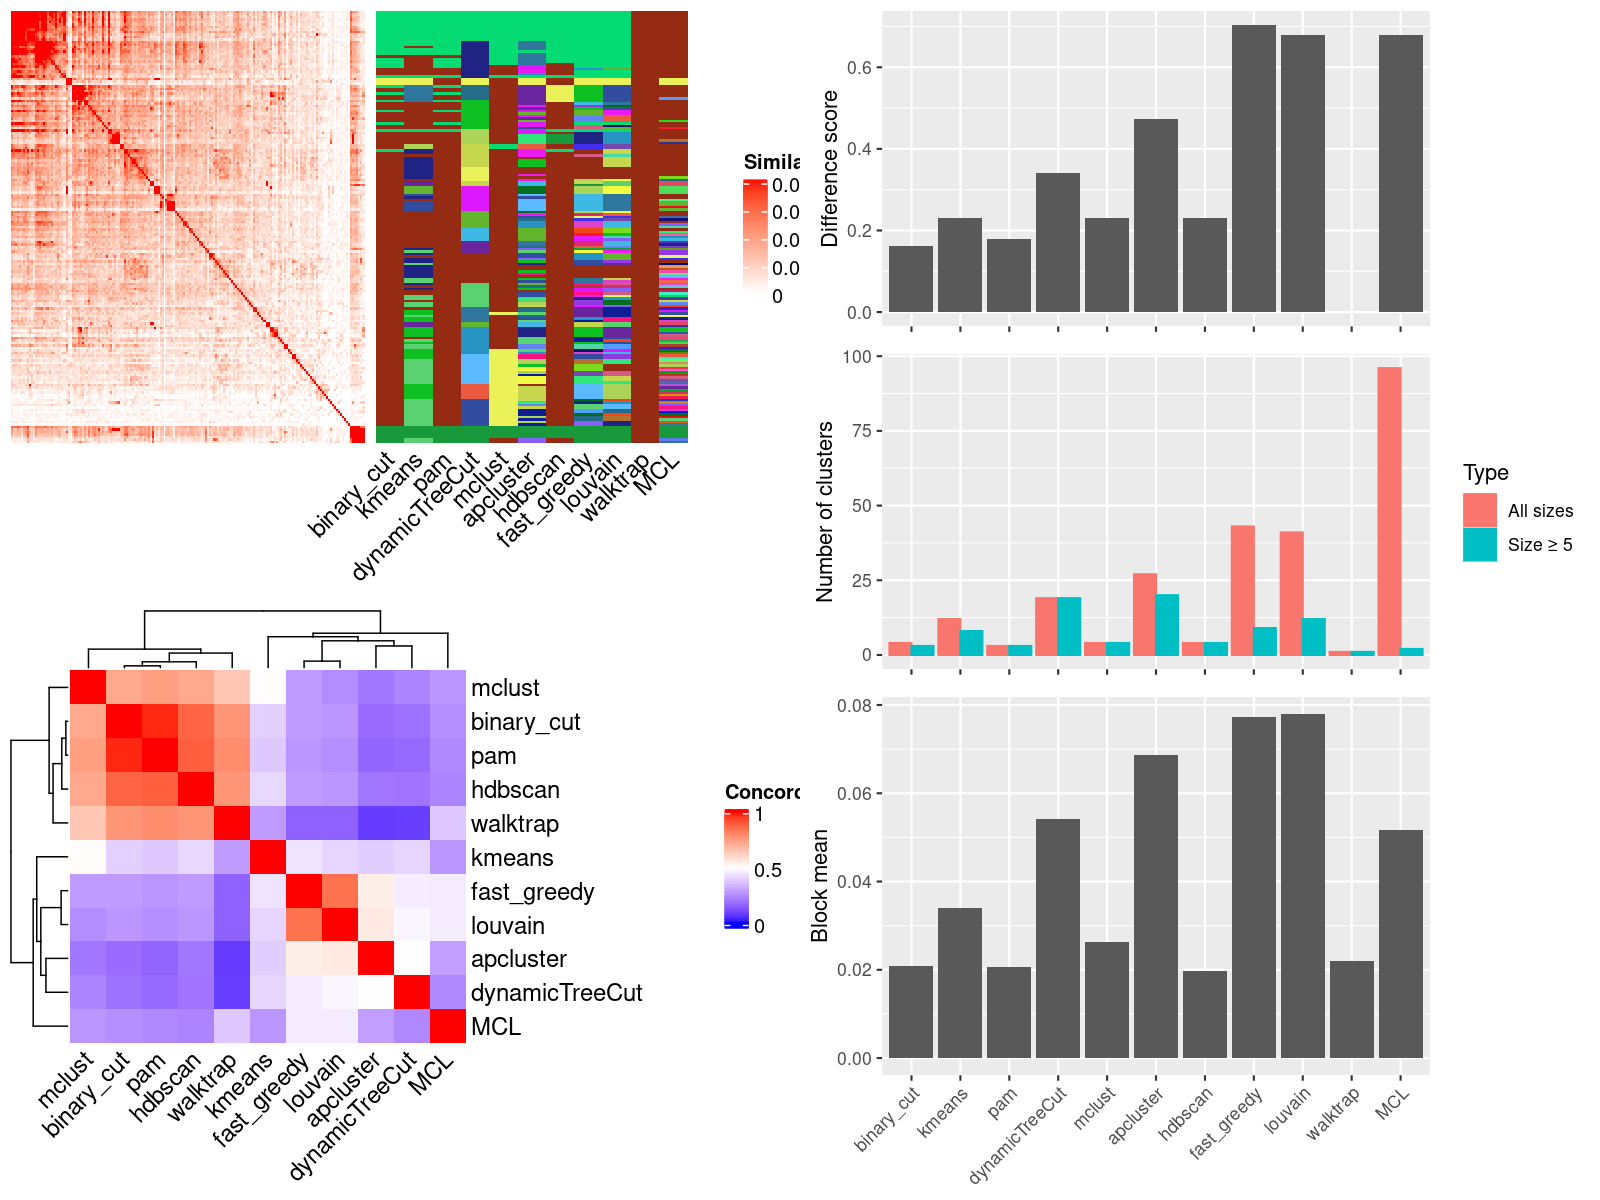 Simila
0.0
0.0
0.0
0.0
0
binary_cut
kmeans
pam
dynamicTreeCut
mclust
apcluster
hdbscan
fast_greedy
louvain
walktrap
MCL
mclust
binary_cut
pam
hdbscan
walktrap
kmeans
fast_greedy
louvain
apcluster
dynamicTreeCut
MCL
mclust
binary_cut
pam
hdbscan
walktrap
kmeans
fast_greedy
louvain
apcluster
dynamicTreeCut
MCL
Concord
1
0.5
0
Difference score
0.6
0.4
0.2
0.0
Number of clusters
100
75
50
25
0
Type
All sizes
Size ≥ 5
Block mean
0.08
0.06
0.04
0.02
0.00
binary_cut
kmeans
pam
dynamicTreeCut
mclust
apcluster
hdbscan
fast_greedy
louvain
walktrap
MCL